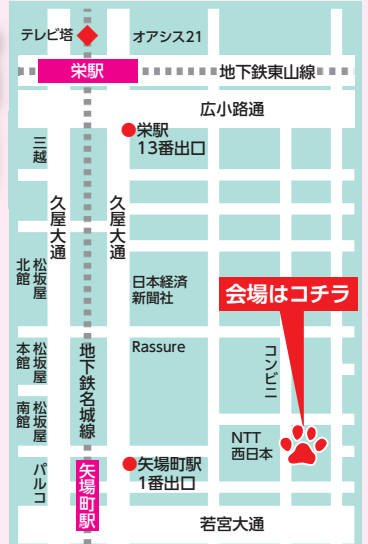 テレビ塔
オアシス21
栄駅
地下鉄東山線
広小路通
栄駅
13番出口
三越
久屋大通
久屋大通
松坂屋
北館
日本経済
新聞社
会場はコチラ
松坂屋
本館
地下鉄名城線
Rassure
コンビニ
松坂屋
南館
NTT
西日本
パルコ
矢場町駅
矢場町駅
1番出口
若宮大通